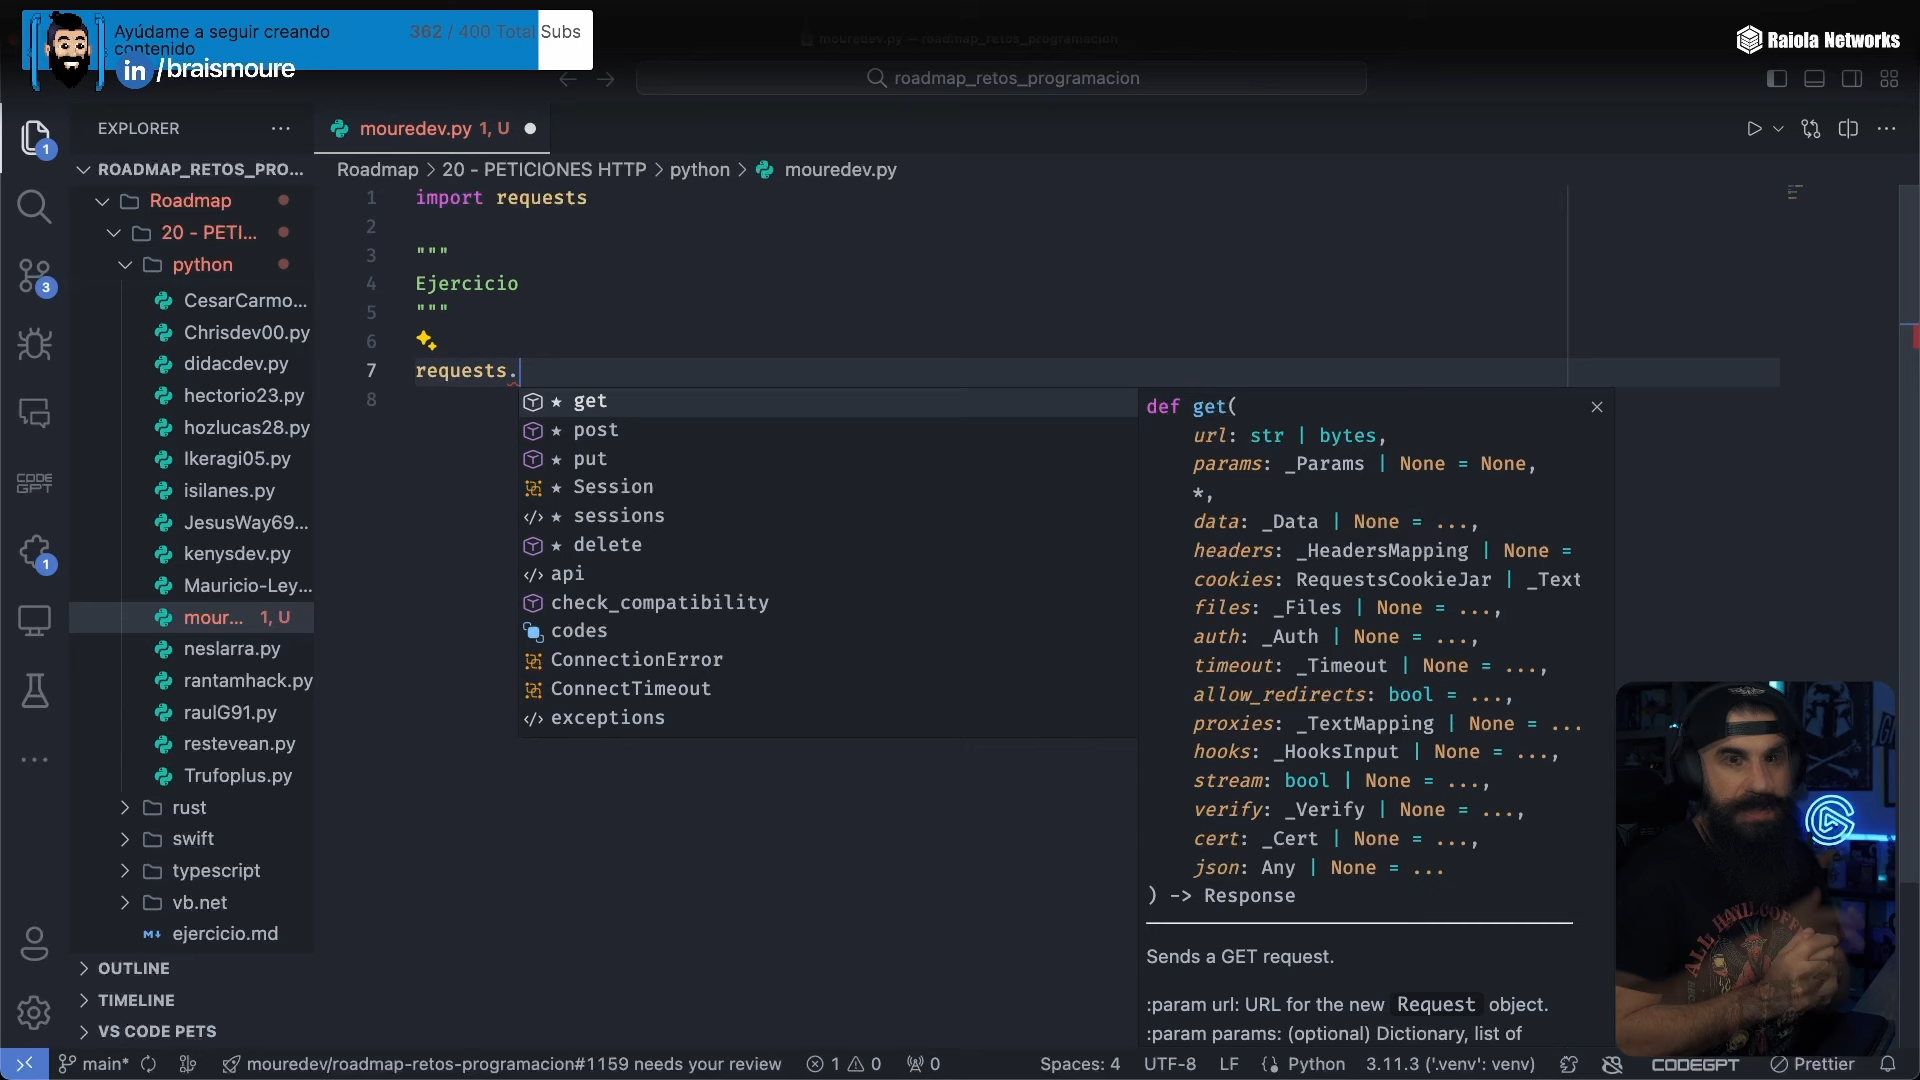 Ayúdame a seguir creando
contenido
362 / 400 Total Subs
in /braismoure
mouredev.py — roadmap_retos_programacion
Raiola Networks
roadmap_retos_programacion
EXPLORER
mouredev.py 1, U
ROADMAP_RETOS_PRO...
Roadmap > 20 - PETICIONES HTTP > python > mouredev.py
Roadmap
20 - PETI...
python
CesarCarmo...
Chrisdev00.py
didacdev.py
hectorio23.py
hozlucas28.py
Ikeragi05.py
isilanes.py
JesusWay69...
kenysdev.py
Mauricio-Ley...
mour... 1, U
neslarra.py
rantamhack.py
raulG91.py
restevean.py
Trufoplus.py
rust
swift
typescript
vb.net
ejercicio.md
OUTLINE
TIMELINE
VS CODE PETS
1
3
CODE
GPT
1
1 import requests
2
3 """
4 Ejercicio
5 """
6
7 requests.
8
get
post
put
Session
sessions
delete
api
check_compatibility
codes
ConnectionError
ConnectTimeout
exceptions
def get(
url: str | bytes,
params: _Params | None = None,
*,
data: _Data | None = ...,
headers: _HeadersMapping | None =
cookies: RequestsCookieJar | _Text
files: _Files | None = ...,
auth: _Auth | None = ...,
timeout: _Timeout | None = ...,
allow_redirects: bool = ...,
proxies: _TextMapping | None = ...
hooks: _HooksInput | None = ...,
stream: bool | None = ...,
verify: _Verify | None = ...,
cert: _Cert | None = ...,
json: Any | None = ...
) -> Response
Sends a GET request.
:param url: URL for the new Request object.
:param params: (optional) Dictionary, list of
main* mouredev/roadmap-retos-programacion#1159 needs your review 1 0 0 Spaces: 4 UTF-8 LF {} Python 3.11.3 ('.venv': venv) CODEGPT Prettier